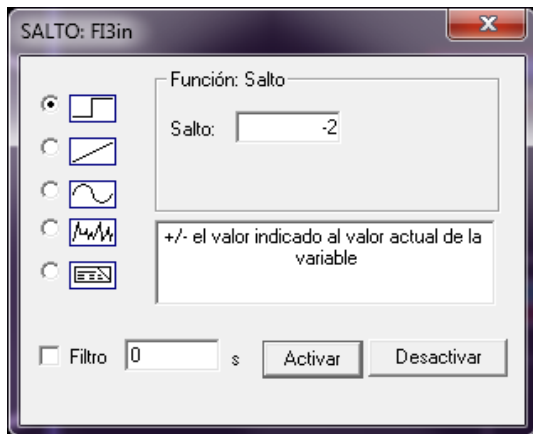 SALTO: FI3in
Función: Salto
Salto: -2
+/- el valor indicado al valor actual de la
variable
Filtro 0 s Activar Desactivar